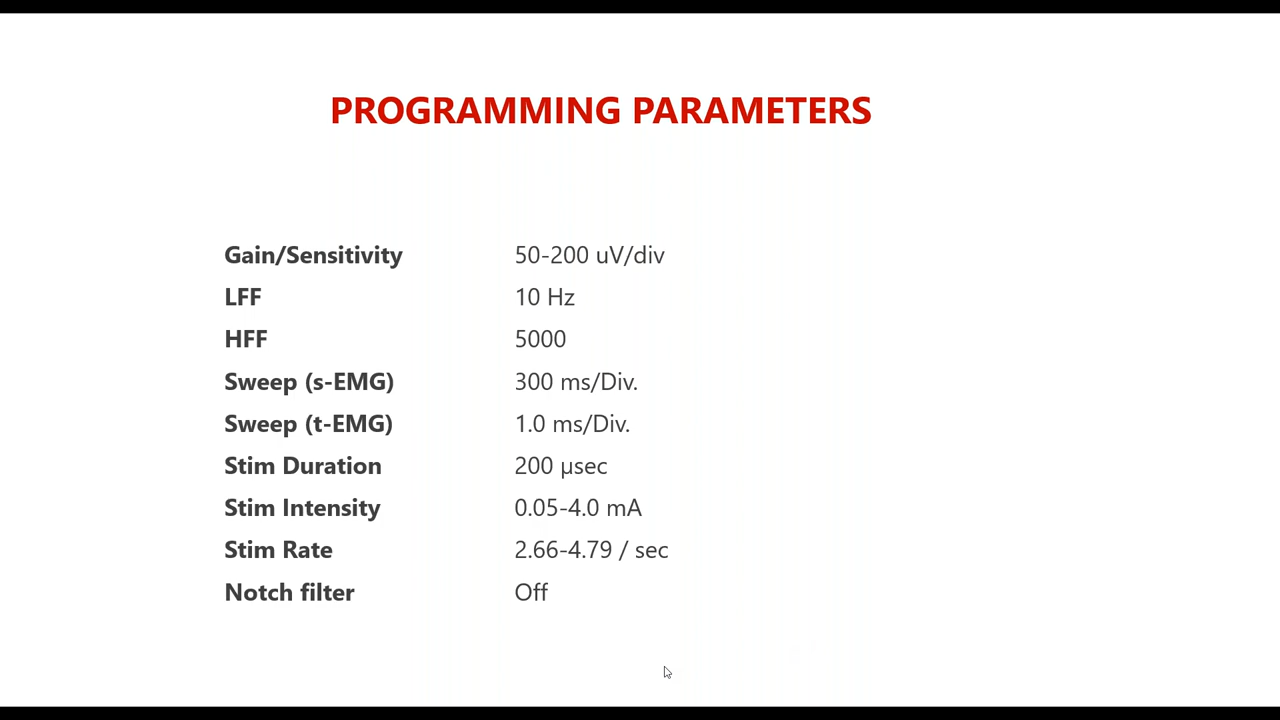 PROGRAMMING PARAMETERS
Gain/Sensitivity 50-200 uV/div
LFF 10 Hz
HFF 5000
Sweep (s-EMG) 300 ms/Div.
Sweep (t-EMG) 1.0 ms/Div.
Stim Duration 200 µsec
Stim Intensity 0.05-4.0 mA
Stim Rate 2.66-4.79 / sec
Notch filter Off